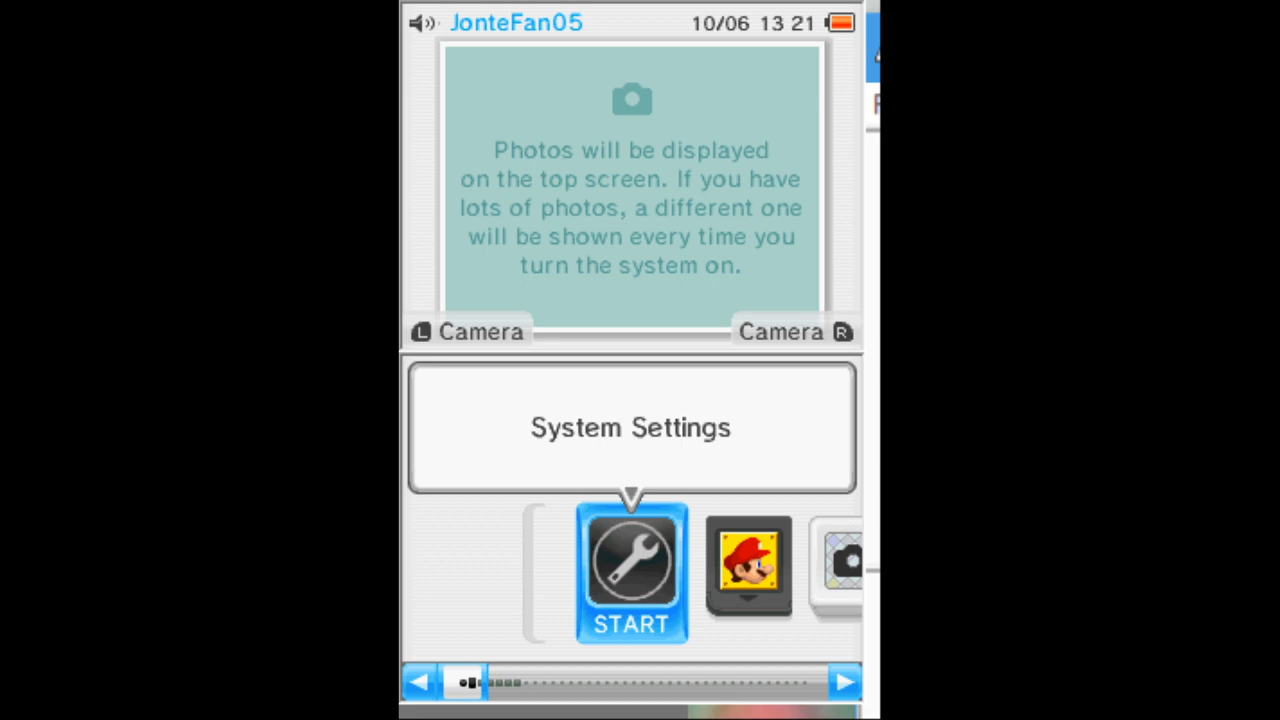 JonteFan05 10/06 13 21
Photos will be displayed
on the top screen. If you have
lots of photos, a different one
will be shown every time you
turn the system on.
L Camera Camera R
System Settings
START